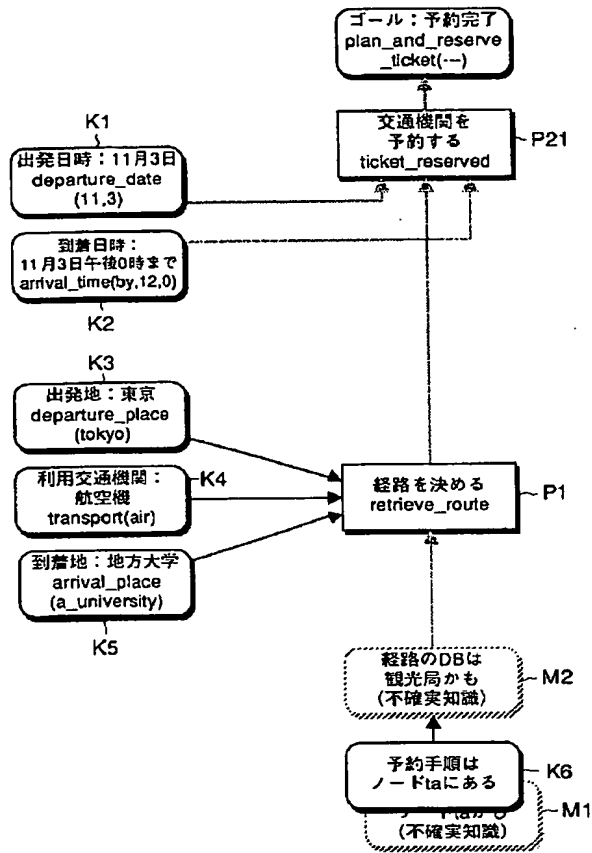 ゴール：予約完了
plan_and_reserve
_ticket(---)
K1
出発日時：11月3日
departure_date
(11,3)
交通機関を
予約する
ticket_reserved
P21
到着日時：
11月3日午後0時まで
arrival_time(by,12,0)
K2
K3
出発地：東京
departure_place
(tokyo)
利用交通機関：
航空機
transport(air)
K4
経路を決める
retrieve_route
P1
到着地：地方大学
arrival_place
(a_university)
K5
経路のDBは
観光局かも
(不確実知識)
M2
予約手順は
ノードtaにある
K6
(不確実知識)
M1